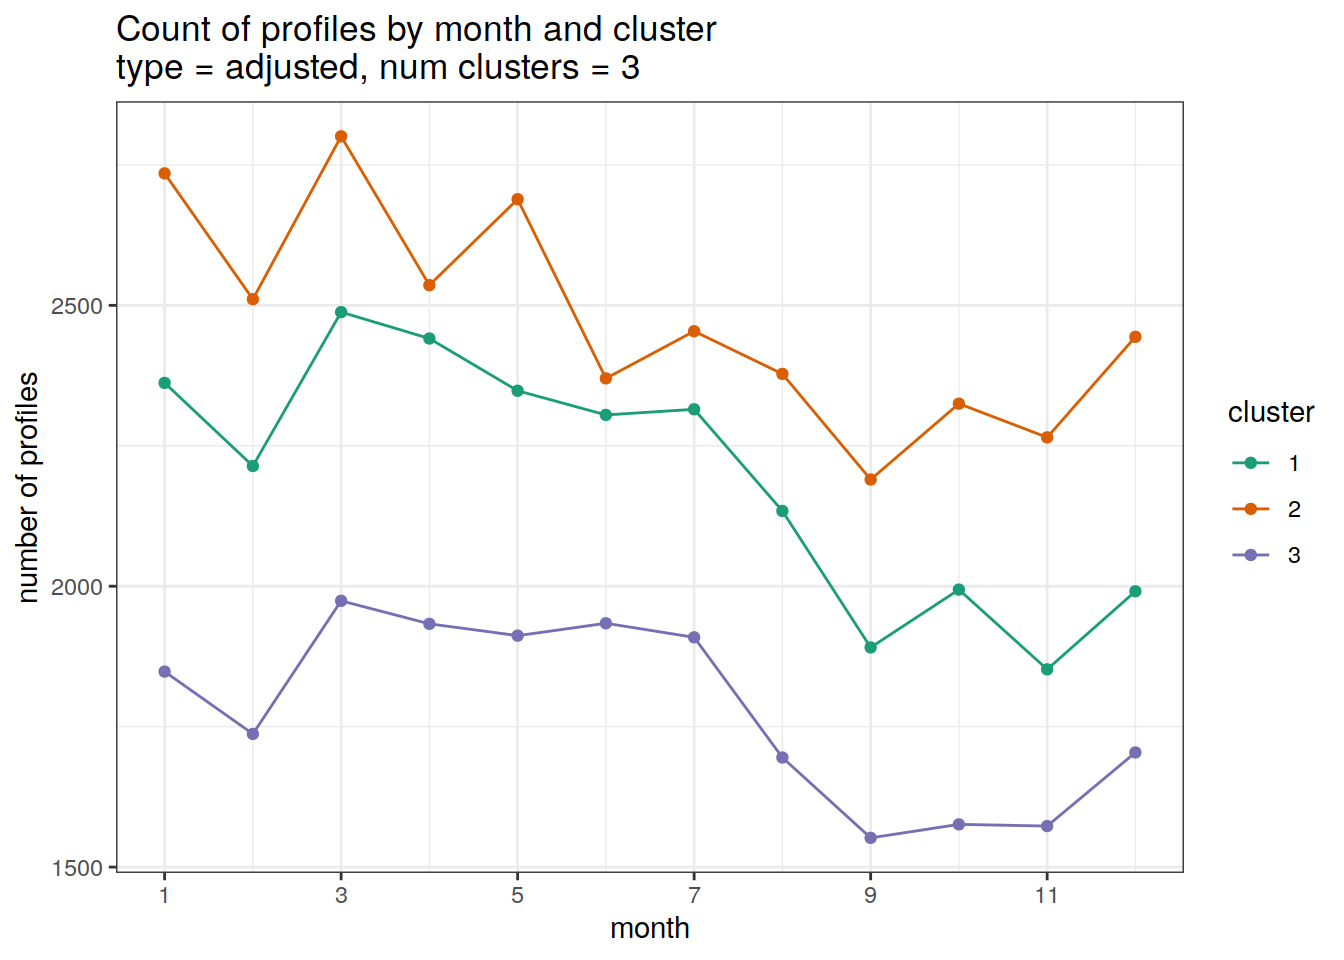 Count of profiles by month and cluster
type = adjusted, num clusters = 3
number of profiles
2500
2000
1500
1
3
5
7
9
11
month
cluster
1
2
3